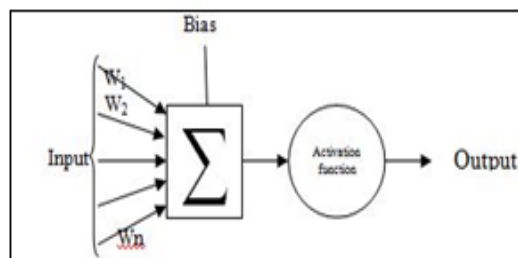 Bias
W1
W2
Input
∑
Activation
function
Output
Wn